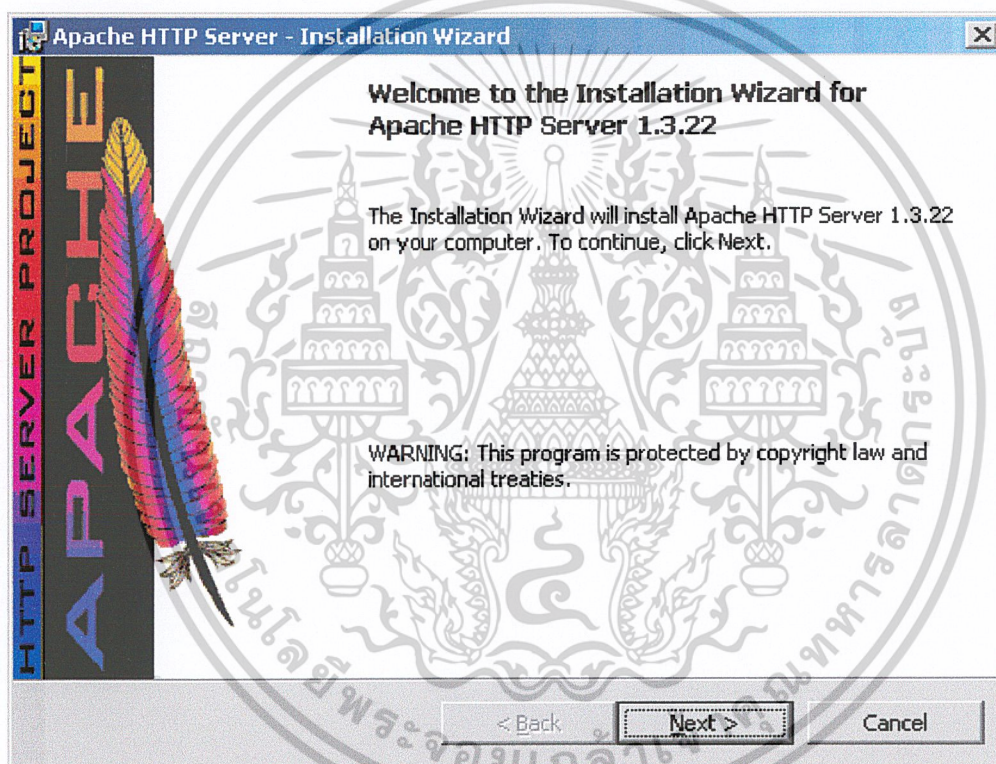 Apache HTTP Server - Installation Wizard
HTTP SERVER PROJECT
APACHE
Welcome to the Installation Wizard for
Apache HTTP Server 1.3.22
The Installation Wizard will install Apache HTTP Server 1.3.22
on your computer. To continue, click Next.
WARNING: This program is protected by copyright law and
international treaties.
< Back
Next >
Cancel